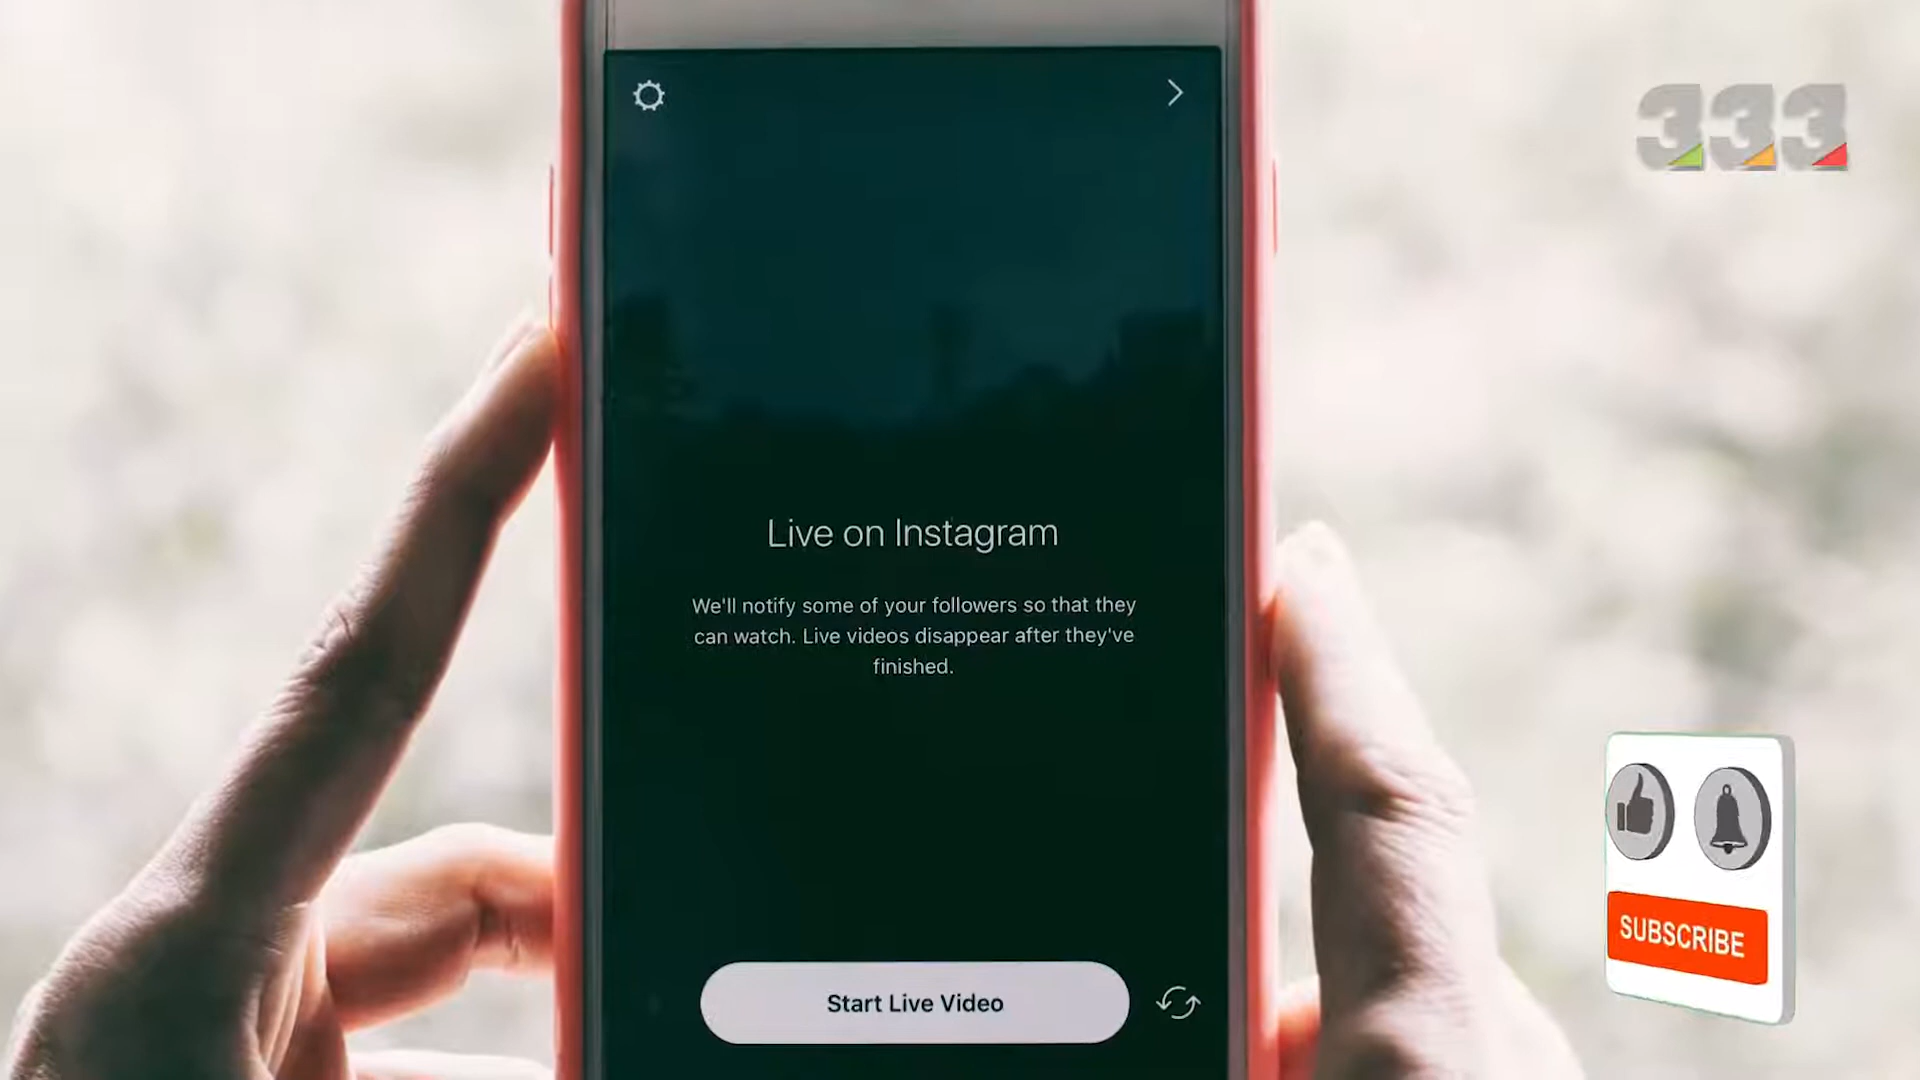 333
Live on Instagram
We'll notify some of your followers so that they
can watch. Live videos disappear after they've
finished.
SUBSCRIBE
Start Live Video